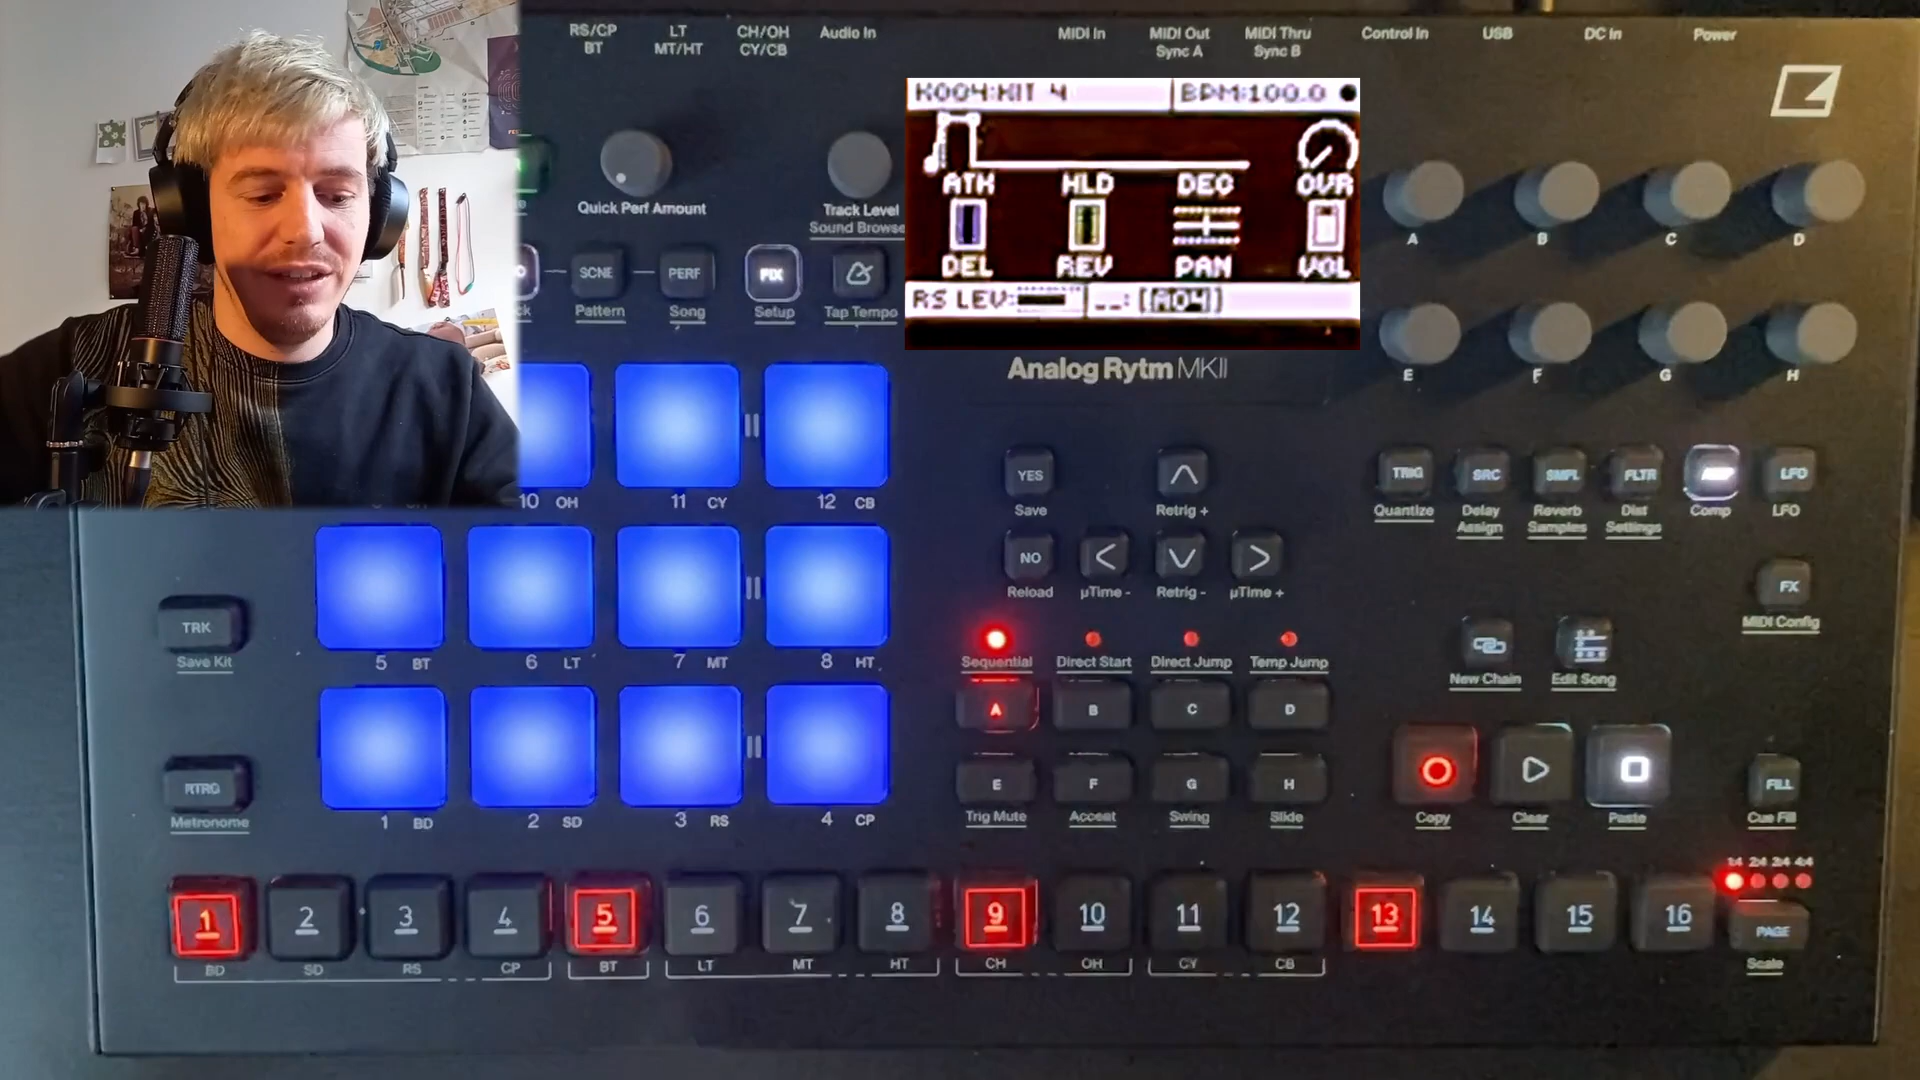 RS/CP
BT
LT
MT/HT
CH/OH
CY/CB
Audio In
MIDI In
MIDI Out
Sync A
MIDI Thru
Sync B
Control In
USB
DC In
Power
K004:KIT 4
BPM:100.0
ATK
HLD
DEC
OVR
DEL
REV
PAN
VOL
RS LEV:
__:
[(A04)]
Quick Perf Amount
Track Level
Sound Browse
A
B
C
D
SCNE
PERF
FIX
Pattern
Song
Setup
Tap Tempo
E
F
G
H
Analog Rytm MKII
YES
Save
Retrig +
TRIG
SRC
SMPL
FLTR
LFO
Quantize
Delay
Assign
Reverb
Samples
Dist
Settings
Comp
LFO
10 OH
11 CY
12 CB
NO
Reload
µTime -
Retrig -
µTime +
FX
MIDI Config
TRK
Save Kit
5 BT
6 LT
7 MT
8 HT
Sequential
Direct Start
Direct Jump
Temp Jump
New Chain
Edit Song
A
B
C
D
RTRG
Metronome
E
F
G
H
Trig Mute
Accent
Swing
Slide
Copy
Clear
Paste
FILL
Cue Fill
1 BD
2 SD
3 RS
4 CP
1:4 2:4 3:4 4:4
1
2
3
4
5
6
7
8
9
10
11
12
13
14
15
16
PAGE
Scale
BD
SD
RS
CP
BT
LT
MT
HT
CH
OH
CY
CB